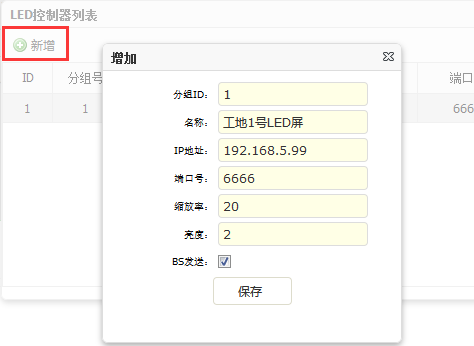 LED控制器列表
新增
ID 分组号 端口
1 1 666
增加
分组ID: 1
名称: 工地1号LED屏
IP地址: 192.168.5.99
端口号: 6666
缩放率: 20
亮度: 2
BS发送:
保存